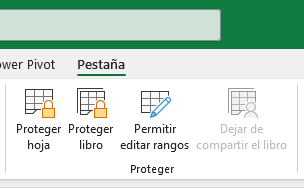 ower Pivot Pestaña
Proteger Proteger Permitir Dejar de
hoja libro editar rangos compartir el libro
Proteger